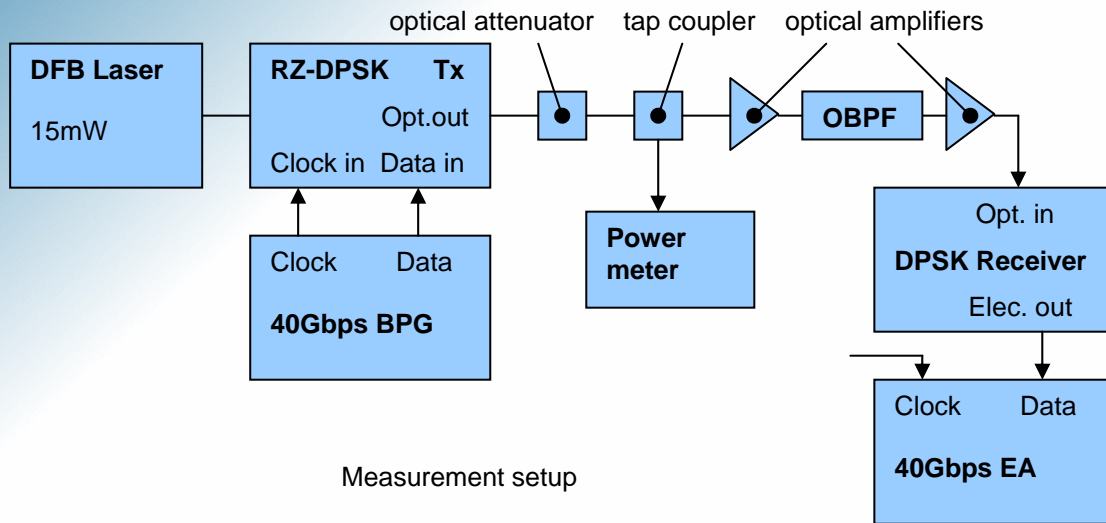 optical attenuator tap coupler optical amplifiers
DFB Laser
15mW
RZ-DPSK Tx
Opt.out
Clock in Data in
OBPF
Clock Data
40Gbps BPG
Power
meter
Opt. in
DPSK Receiver
Elec. out
Clock Data
40Gbps EA
Measurement setup